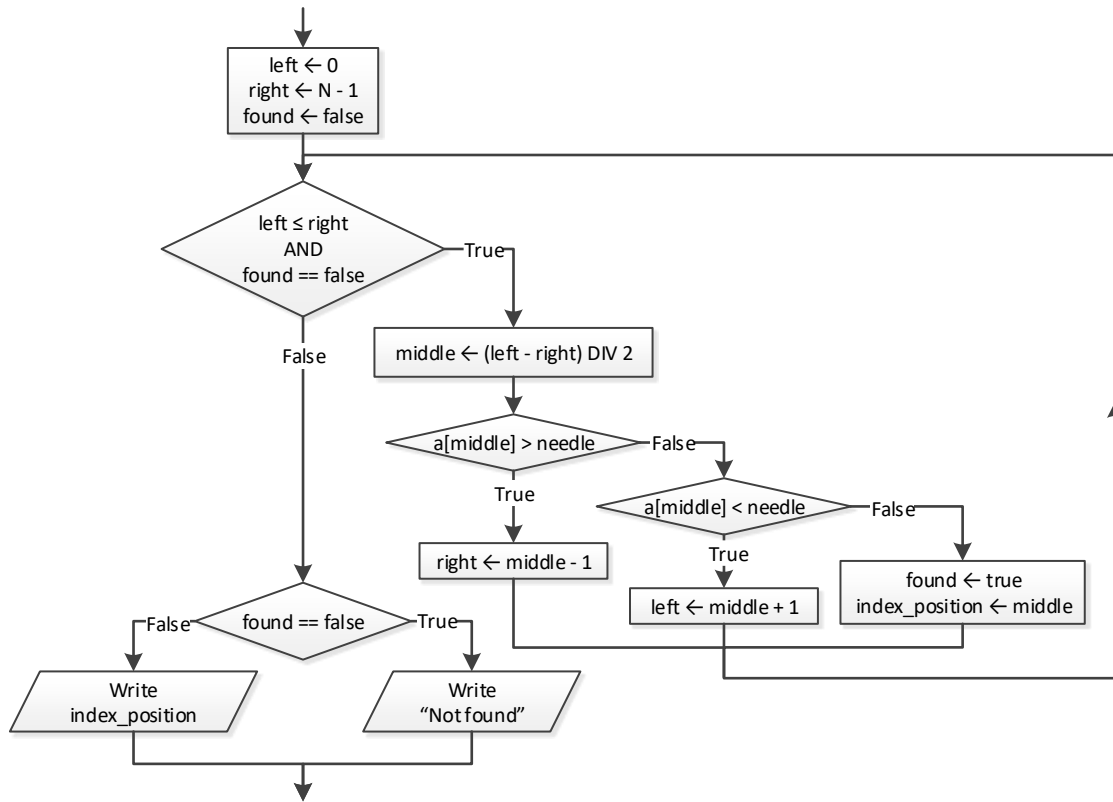 left ← 0
right ← N - 1
found ← false
left ≤ right
AND
found == false
True
False
middle ← (left - right) DIV 2
a[middle] > needle
False
True
a[middle] < needle
False
True
right ← middle - 1
left ← middle + 1
found ← true
index_position ← middle
found == false
False
True
Write
index_position
Write
“Not found”